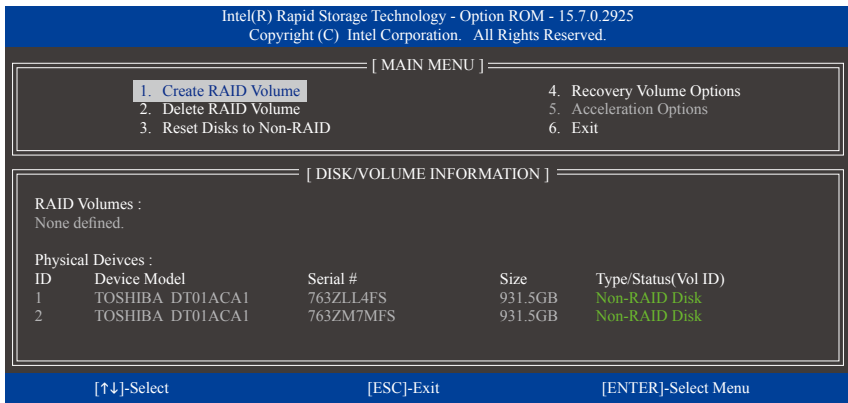 Intel(R) Rapid Storage Technology - Option ROM - 15.7.0.2925
Copyright (C) Intel Corporation. All Rights Reserved.
[ MAIN MENU ]
1. Create RAID Volume
2. Delete RAID Volume
3. Reset Disks to Non-RAID
4. Recovery Volume Options
5. Acceleration Options
6. Exit
[ DISK/VOLUME INFORMATION ]
RAID Volumes :
None defined.
Physical Deivces :
ID Device Model Serial # Size Type/Status(Vol ID)
1 TOSHIBA DT01ACA1 763ZLL4FS 931.5GB Non-RAID Disk
2 TOSHIBA DT01ACA1 763ZM7MFS 931.5GB Non-RAID Disk
[↑↓]-Select [ESC]-Exit [ENTER]-Select Menu